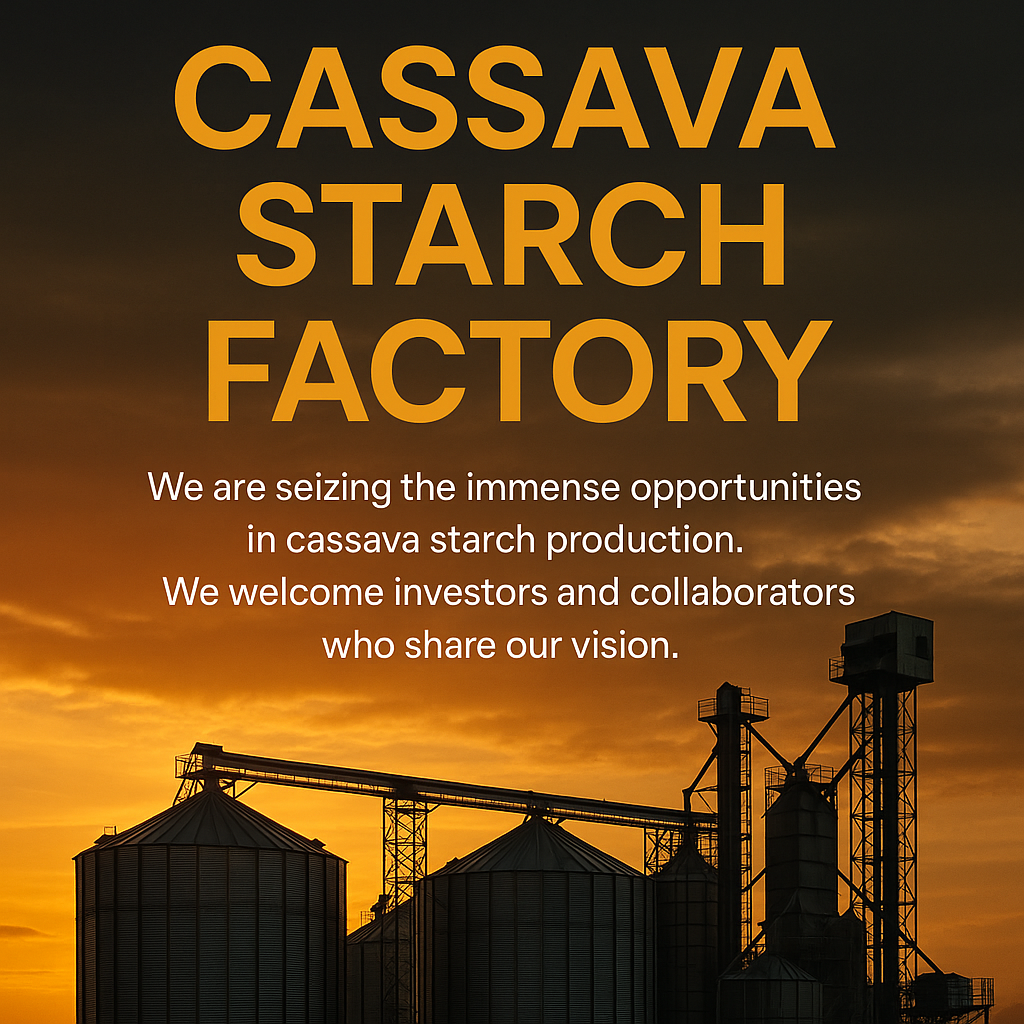 CASSAVA
STARCH
FACTORY
We are seizing the immense opportunities
in cassava starch production.
We welcome investors and collaborators
who share our vision.